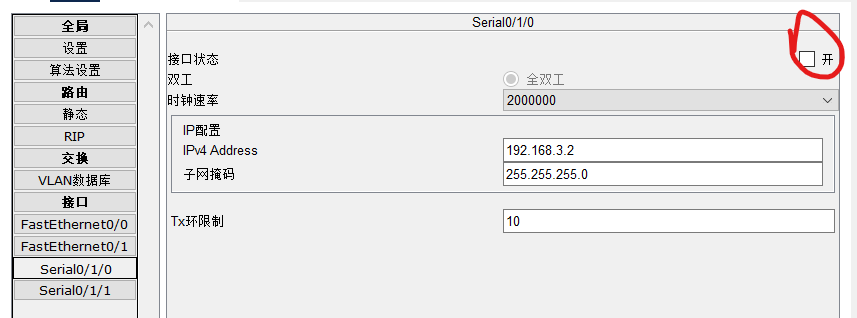 全局
设置
算法设置
路由
静态
RIP
交换
VLAN数据库
接口
FastEthernet0/0
FastEthernet0/1
Serial0/1/0
Serial0/1/1
Serial0/1/0
接口状态 开
双工 全双工
时钟速率 2000000
IP配置
IPv4 Address 192.168.3.2
子网掩码 255.255.255.0
Tx环限制 10